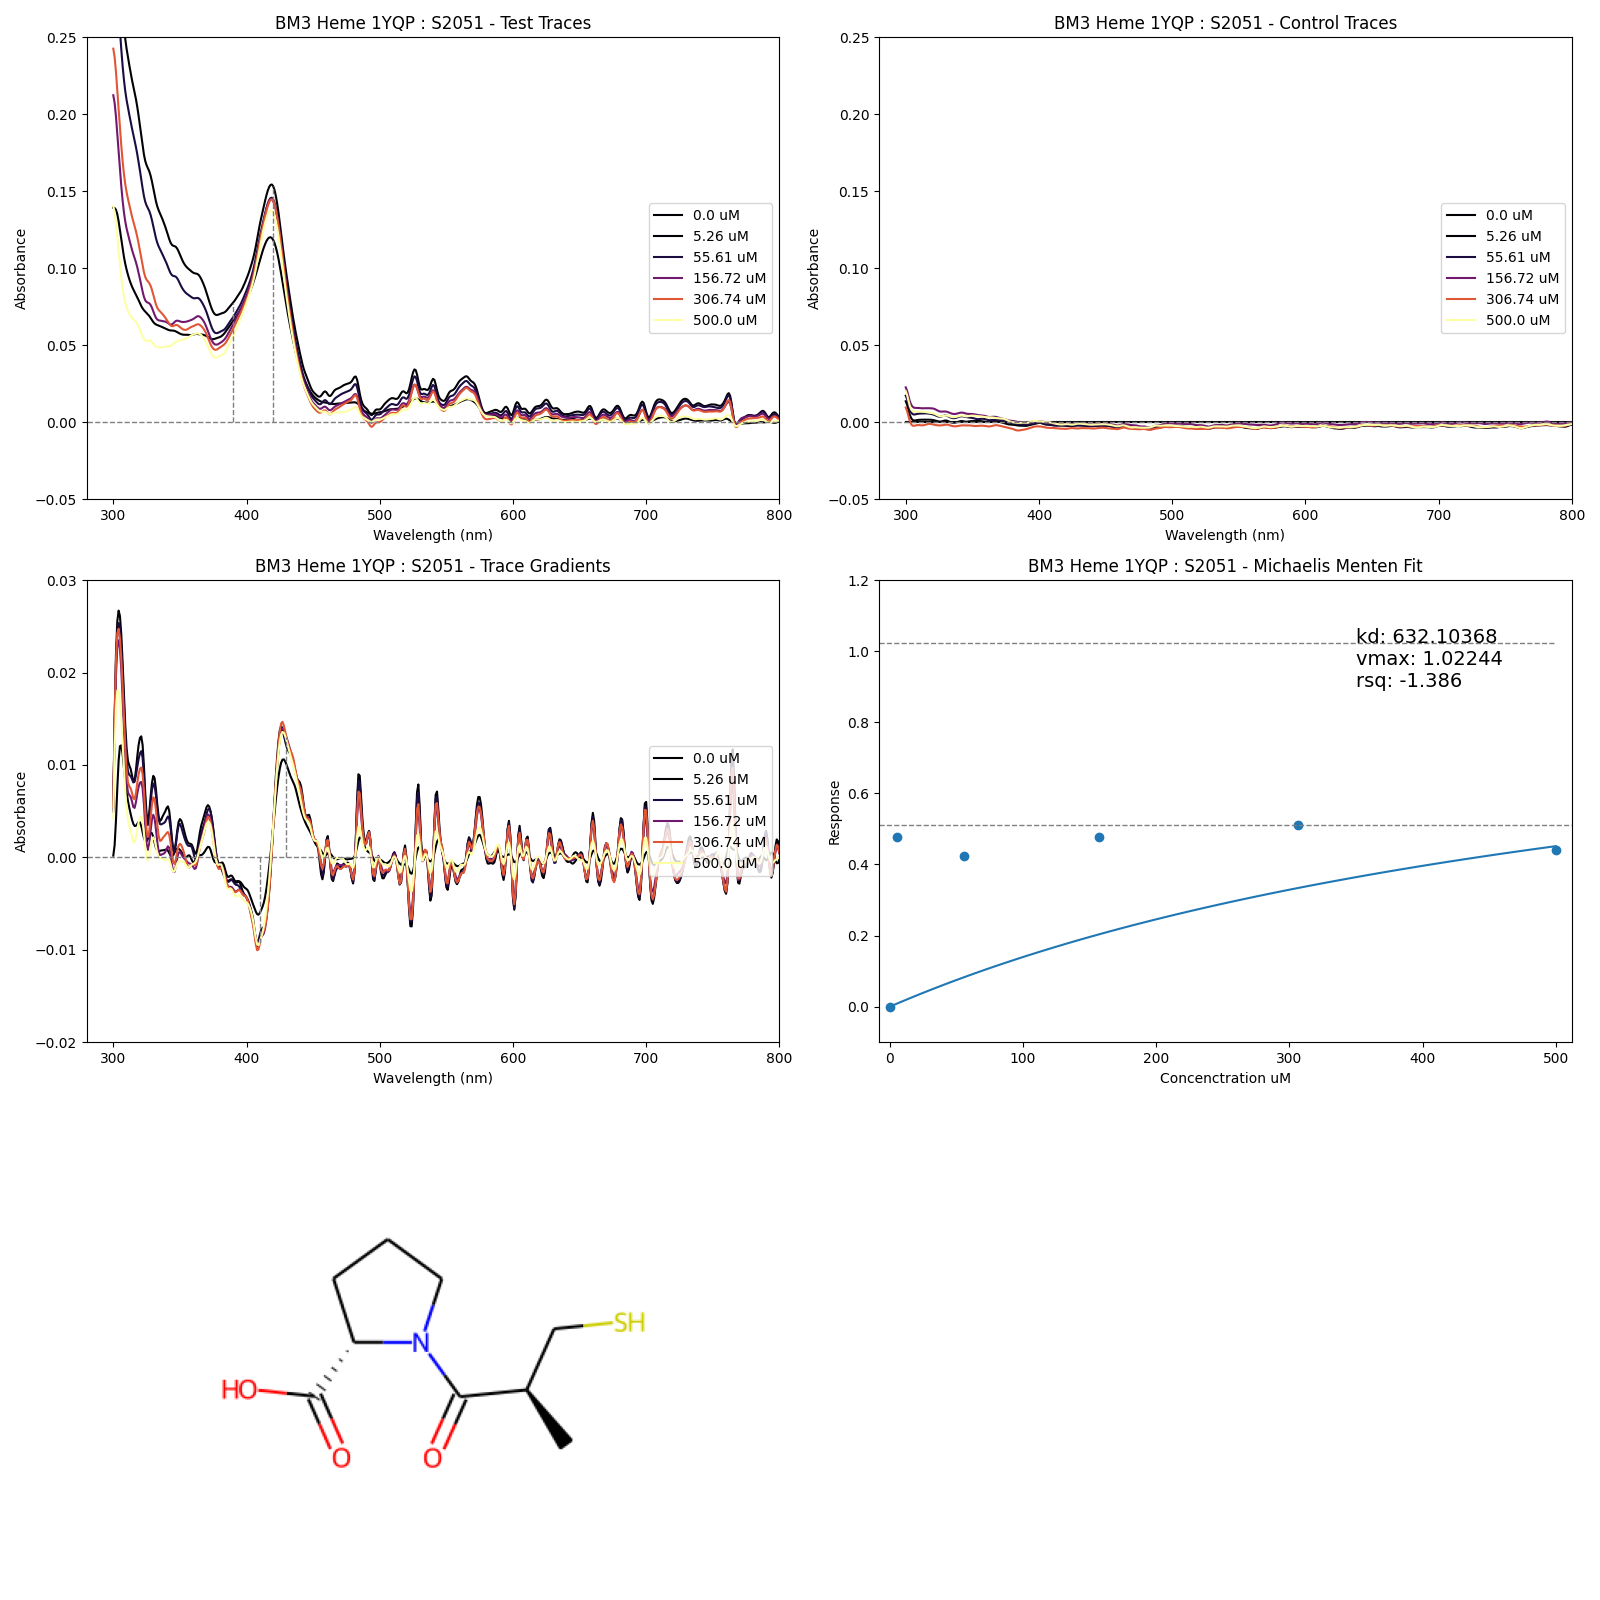 BM3 Heme 1YQP : S2051 - Test Traces
Absorbance
0.25
0.20
0.15
0.10
0.05
0.00
−0.05
300
400
500
600
700
800
Wavelength (nm)
0.0 uM
5.26 uM
55.61 uM
156.72 uM
306.74 uM
500.0 uM
BM3 Heme 1YQP : S2051 - Control Traces
Absorbance
0.25
0.20
0.15
0.10
0.05
0.00
−0.05
300
400
500
600
700
800
Wavelength (nm)
0.0 uM
5.26 uM
55.61 uM
156.72 uM
306.74 uM
500.0 uM
BM3 Heme 1YQP : S2051 - Trace Gradients
Absorbance
0.03
0.02
0.01
0.00
−0.01
−0.02
300
400
500
600
700
800
Wavelength (nm)
0.0 uM
5.26 uM
55.61 uM
156.72 uM
306.74 uM
500.0 uM
BM3 Heme 1YQP : S2051 - Michaelis Menten Fit
Response
1.2
1.0
0.8
0.6
0.4
0.2
0.0
0
100
200
300
400
500
Concenctration uM
kd: 632.10368
vmax: 1.02244
rsq: -1.386
SH
N
HO
O
O